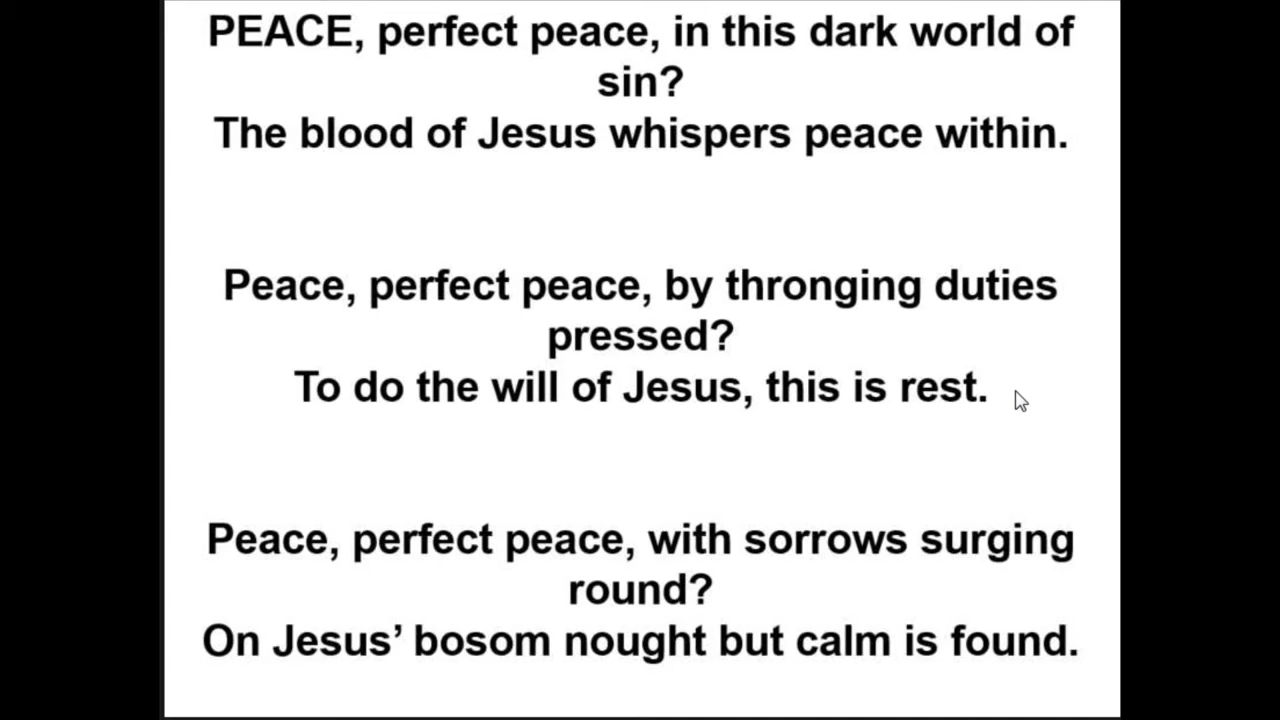 PEACE, perfect peace, in this dark world of
sin?
The blood of Jesus whispers peace within.
Peace, perfect peace, by thronging duties
pressed?
To do the will of Jesus, this is rest.
Peace, perfect peace, with sorrows surging
round?
On Jesus’ bosom nought but calm is found.